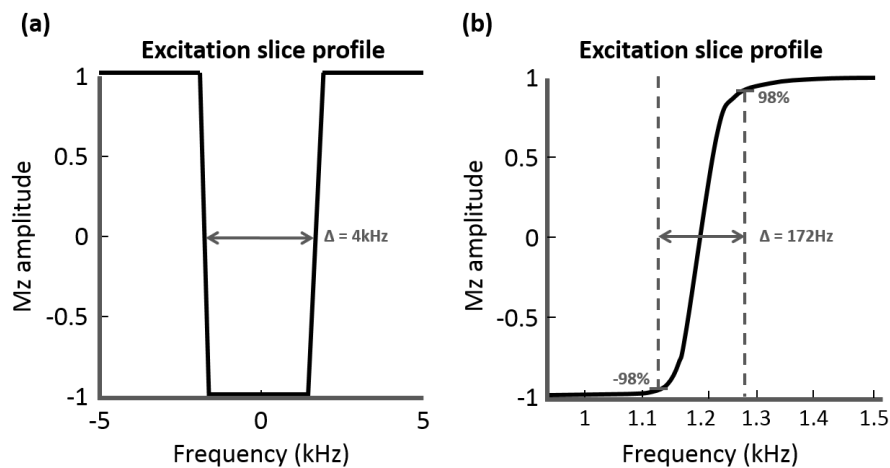 (a)
Excitation slice profile
1
0.5
0
-0.5
-1
Mz amplitude
Δ = 4kHz
-5
0
5
Frequency (kHz)
(b)
Excitation slice profile
1
0.5
0
-0.5
-1
Mz amplitude
98%
Δ = 172Hz
-98%
1
1.1
1.2
1.3
1.4
1.5
Frequency (kHz)